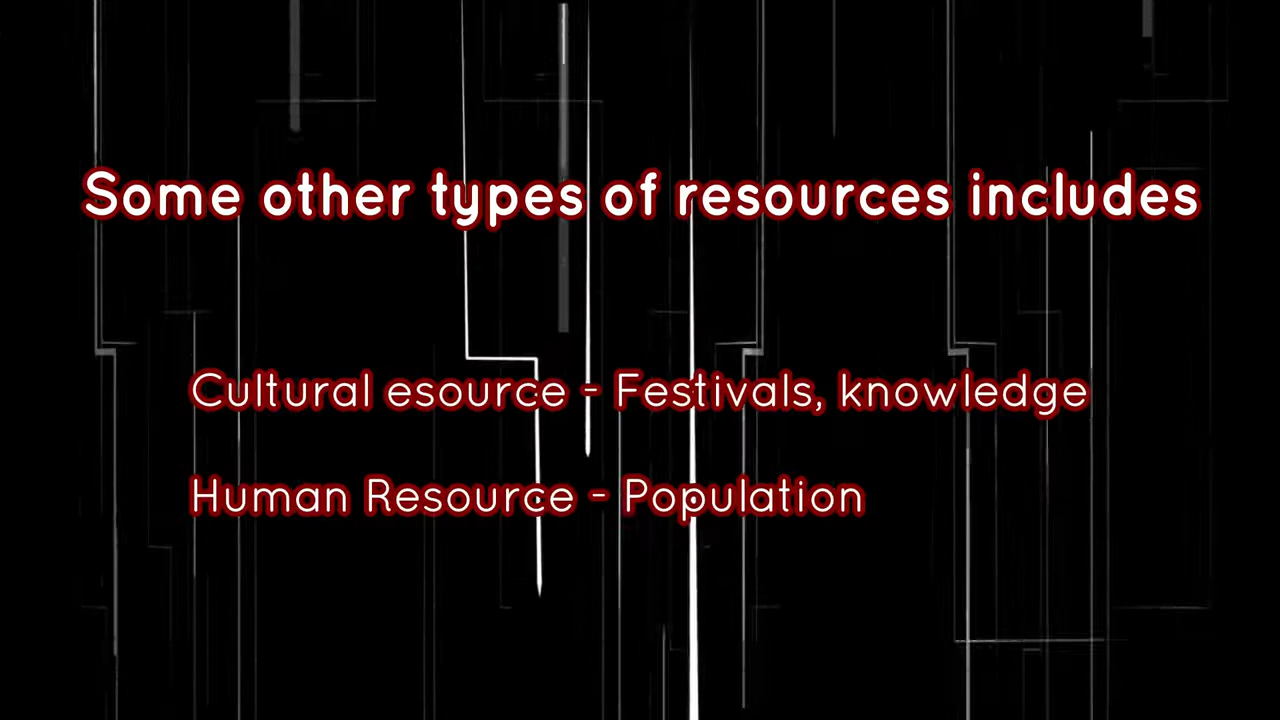 Some other types of resources includes
Cultural esource - Festivals, knowledge
Human Resource - Population